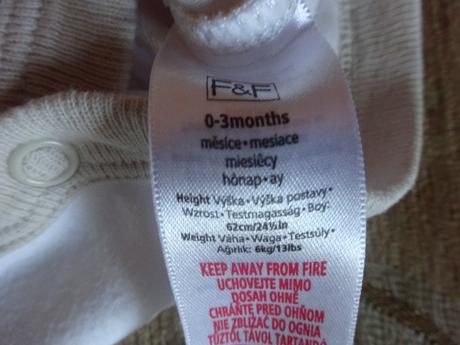 F&F
0-3months
měsíce•mesiace
miesięcy
hónap•ay
Height Výška•Výška postavy•
Wzrost•Testmagasság•Boy:
62cm/24½in
Weight Váha•Waga•Testsúly•
Ağırlık: 6kg/13lbs
KEEP AWAY FROM FIRE
UCHOVEJTE MIMO
DOSAH OHNĚ
CHRÁŇTE PRED OHŇOM
NIE ZBLIŻAĆ DO OGNIA
TŰZTŐL TÁVOL TARTANDÓ